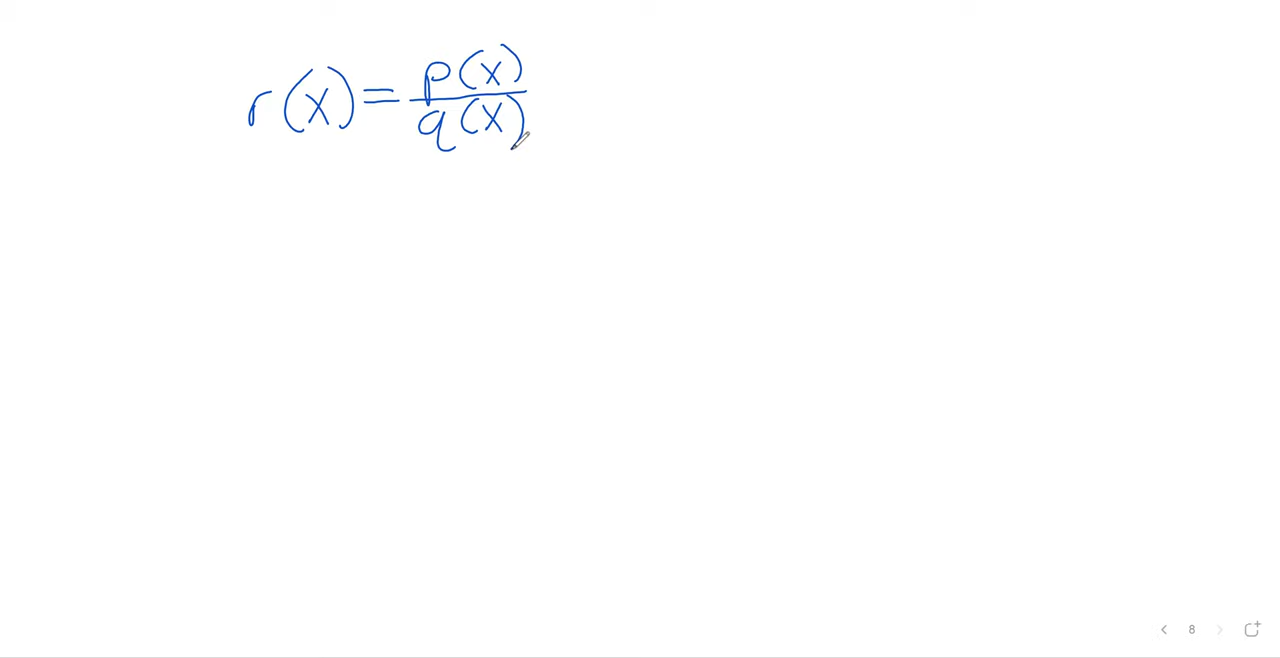 r(x) = p(x)/q(x)
8